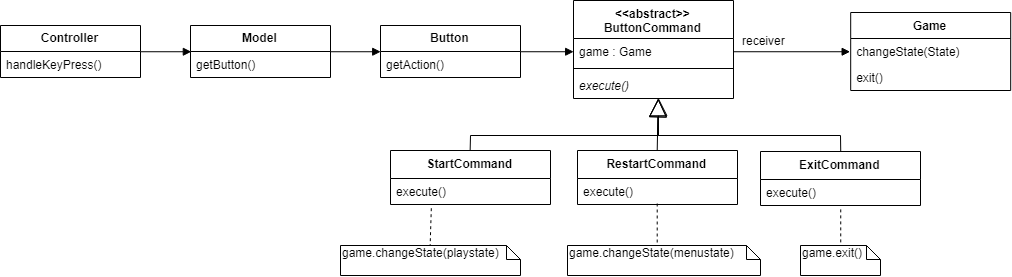 Controller
handleKeyPress()
Model
getButton()
Button
getAction()
<<abstract>>
ButtonCommand
game : Game
execute()
receiver
Game
changeState(State)
exit()
StartCommand
execute()
RestartCommand
execute()
ExitCommand
execute()
game.changeState(playstate)
game.changeState(menustate)
game.exit()